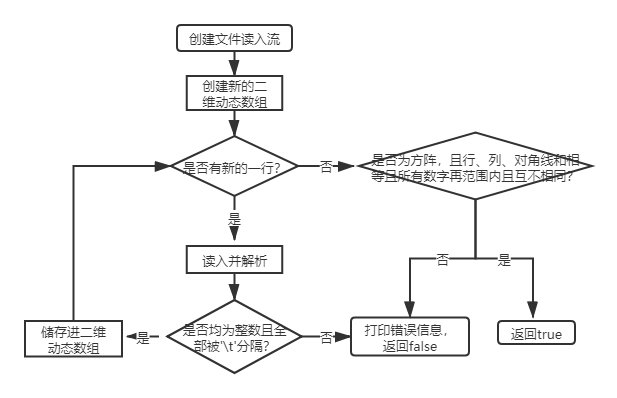 创建文件读入流
创建新的二
维动态数组
是否有新的一行?
否
是否为方阵，且行、列、对角线和相
等且所有数字再范围内且互不相同?
是
读入并解析
否
是
储存进二维
动态数组
是
是否均为整数且全
部被'\t'分隔?
否
打印错误信息，
返回false
返回true